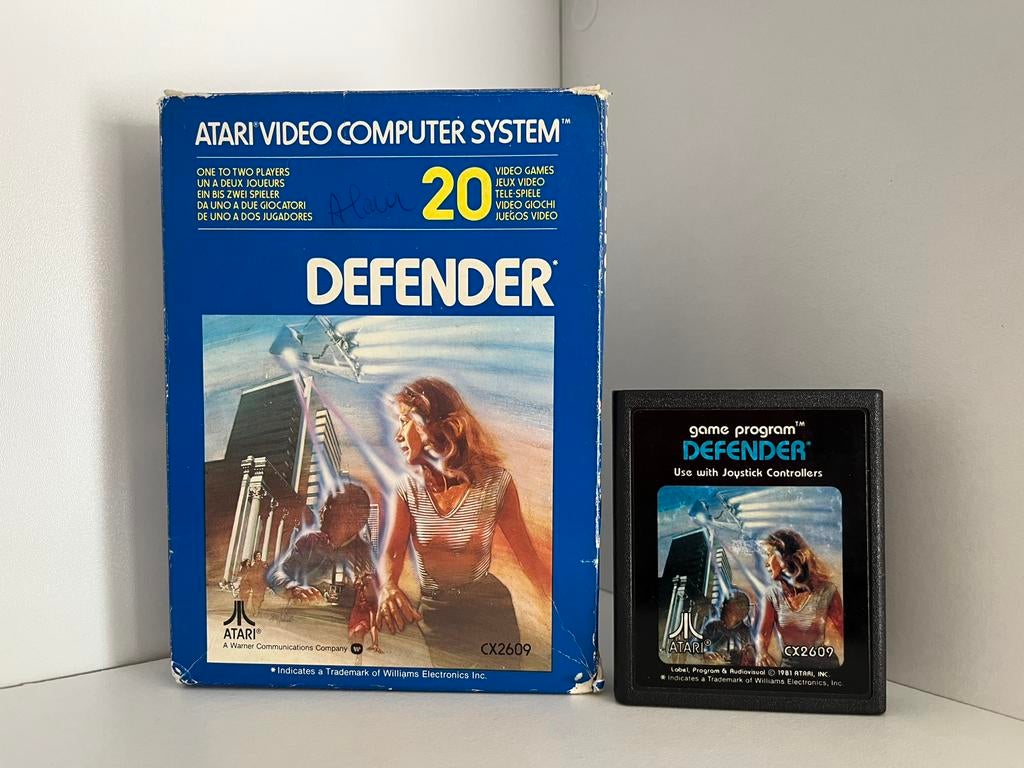 ATARI® VIDEO COMPUTER SYSTEM™
ONE TO TWO PLAYERS
UN A DEUX JOUEURS
EIN BIS ZWEI SPIELER
DA UNO A DUE GIOCATORI
DE UNO A DOS JUGADORES
Alain
20
VIDEO GAMES
JEUX VIDEO
TELE-SPIELE
VIDEO GIOCHI
JUEGOS VIDEO
DEFENDER*
ATARI®
A Warner Communications Company
CX2609
*Indicates a Trademark of Williams Electronics Inc.
game program™
DEFENDER*
Use with Joystick Controllers
ATARI®
CX2609
Label, Program & Audiovisual © 1981 ATARI, INC.
*Indicates a Trademark of Williams Electronics, Inc.